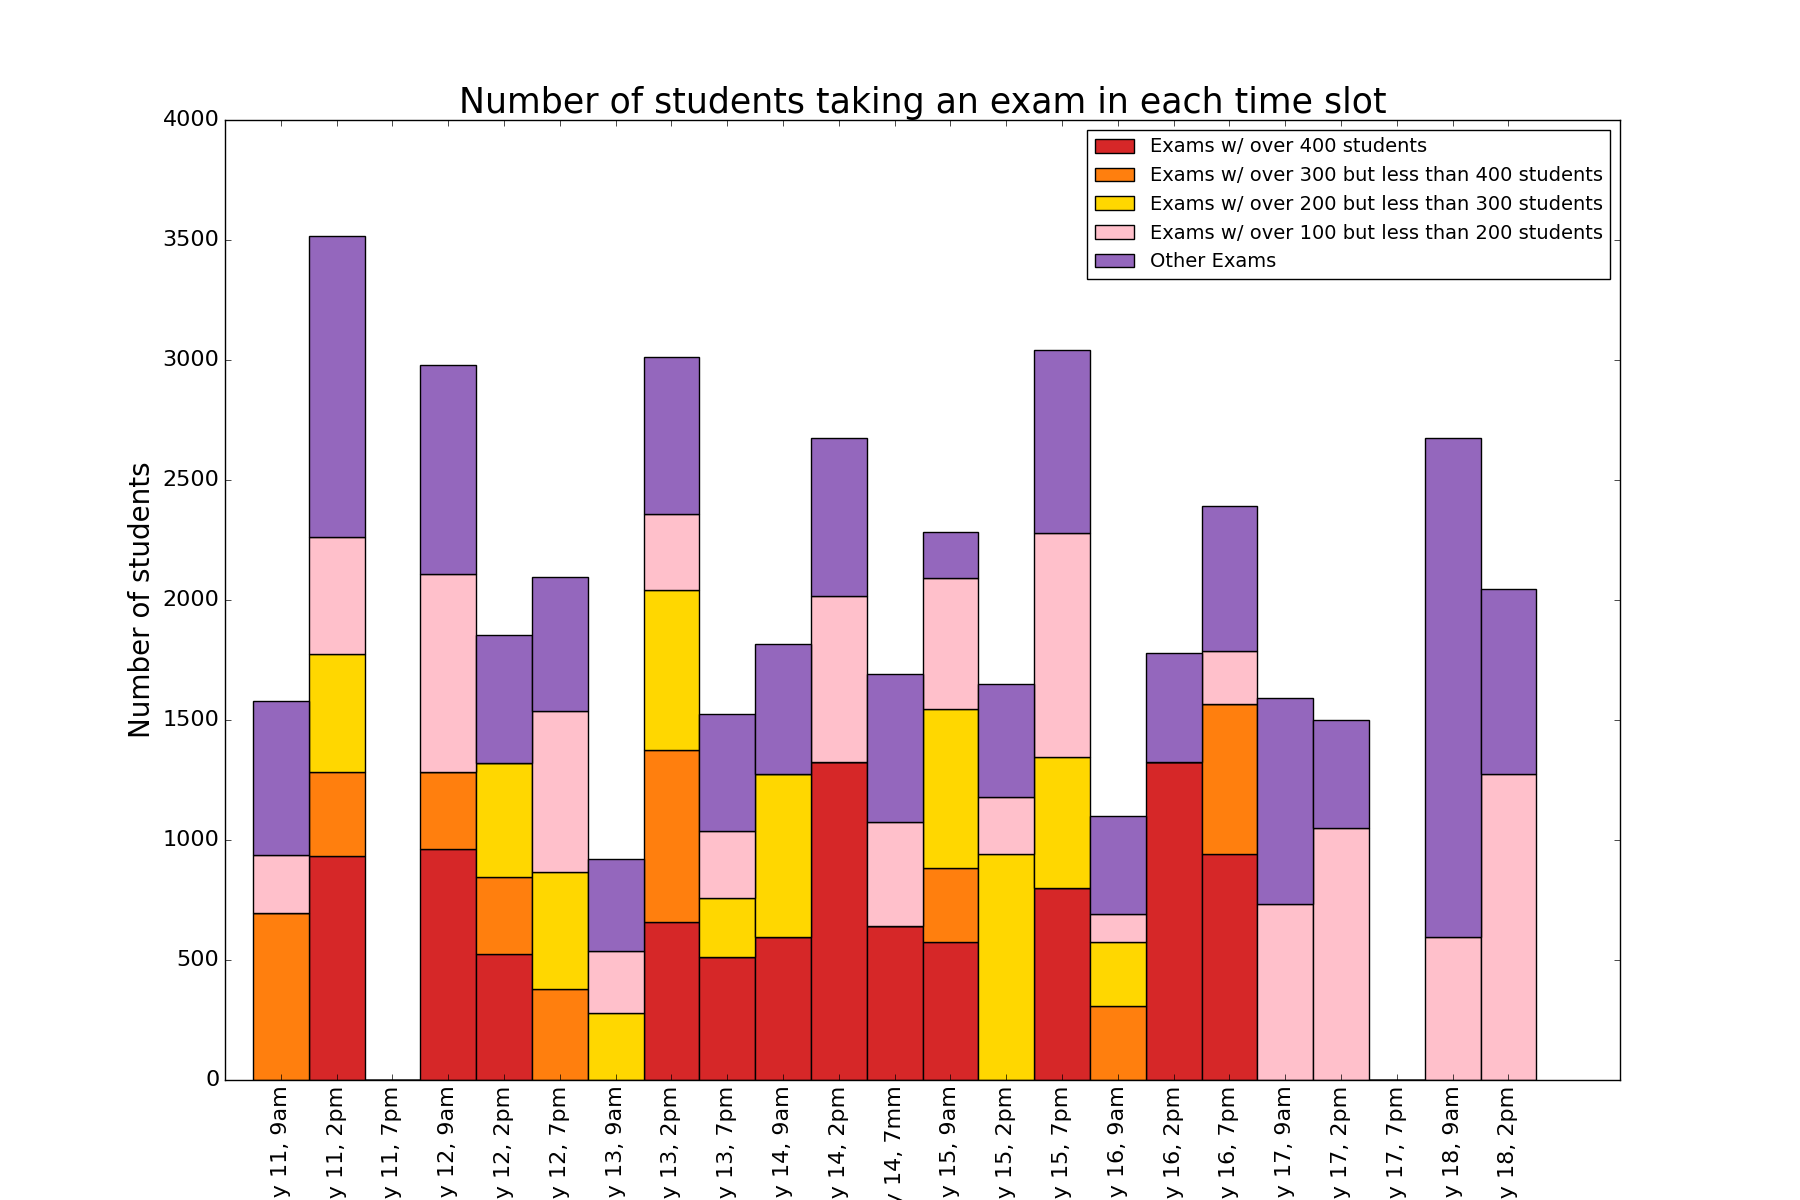 Number of students taking an exam in each time slot
Exams w/ over 400 students
Exams w/ over 300 but less than 400 students
Exams w/ over 200 but less than 300 students
Exams w/ over 100 but less than 200 students
Other Exams
Number of students
4000
3500
3000
2500
2000
1500
1000
500
0
y 11, 9am
y 11, 2pm
y 11, 7pm
y 12, 9am
y 12, 2pm
y 12, 7pm
y 13, 9am
y 13, 2pm
y 13, 7pm
y 14, 9am
y 14, 2pm
y 14, 7mm
y 15, 9am
y 15, 2pm
y 15, 7pm
y 16, 9am
y 16, 2pm
y 16, 7pm
y 17, 9am
y 17, 2pm
y 17, 7pm
y 18, 9am
y 18, 2pm